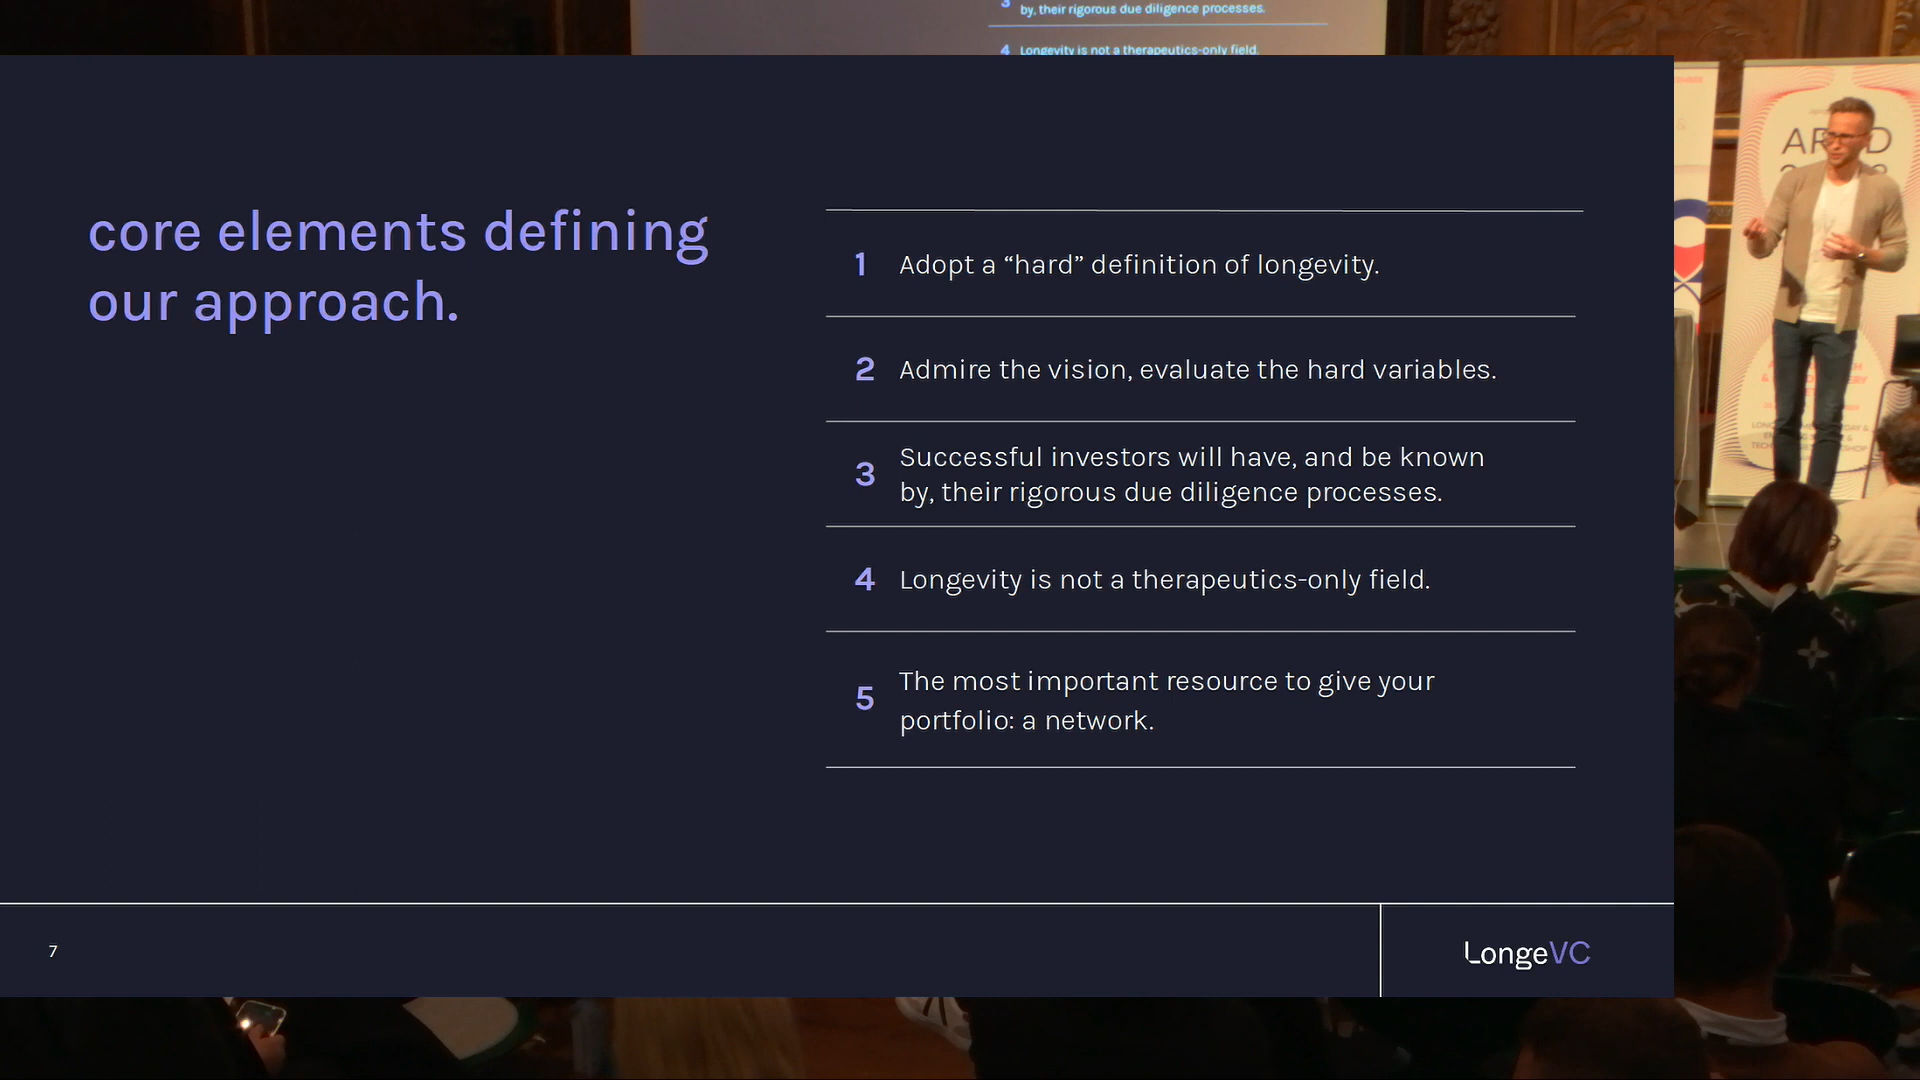 3 by, their rigorous due diligence processes.
4 Longevity is not a therapeutics-only field.
core elements defining
our approach.
1 Adopt a “hard” definition of longevity.
2 Admire the vision, evaluate the hard variables.
3 Successful investors will have, and be known
by, their rigorous due diligence processes.
4 Longevity is not a therapeutics-only field.
5 The most important resource to give your
portfolio: a network.
7
LongeVC